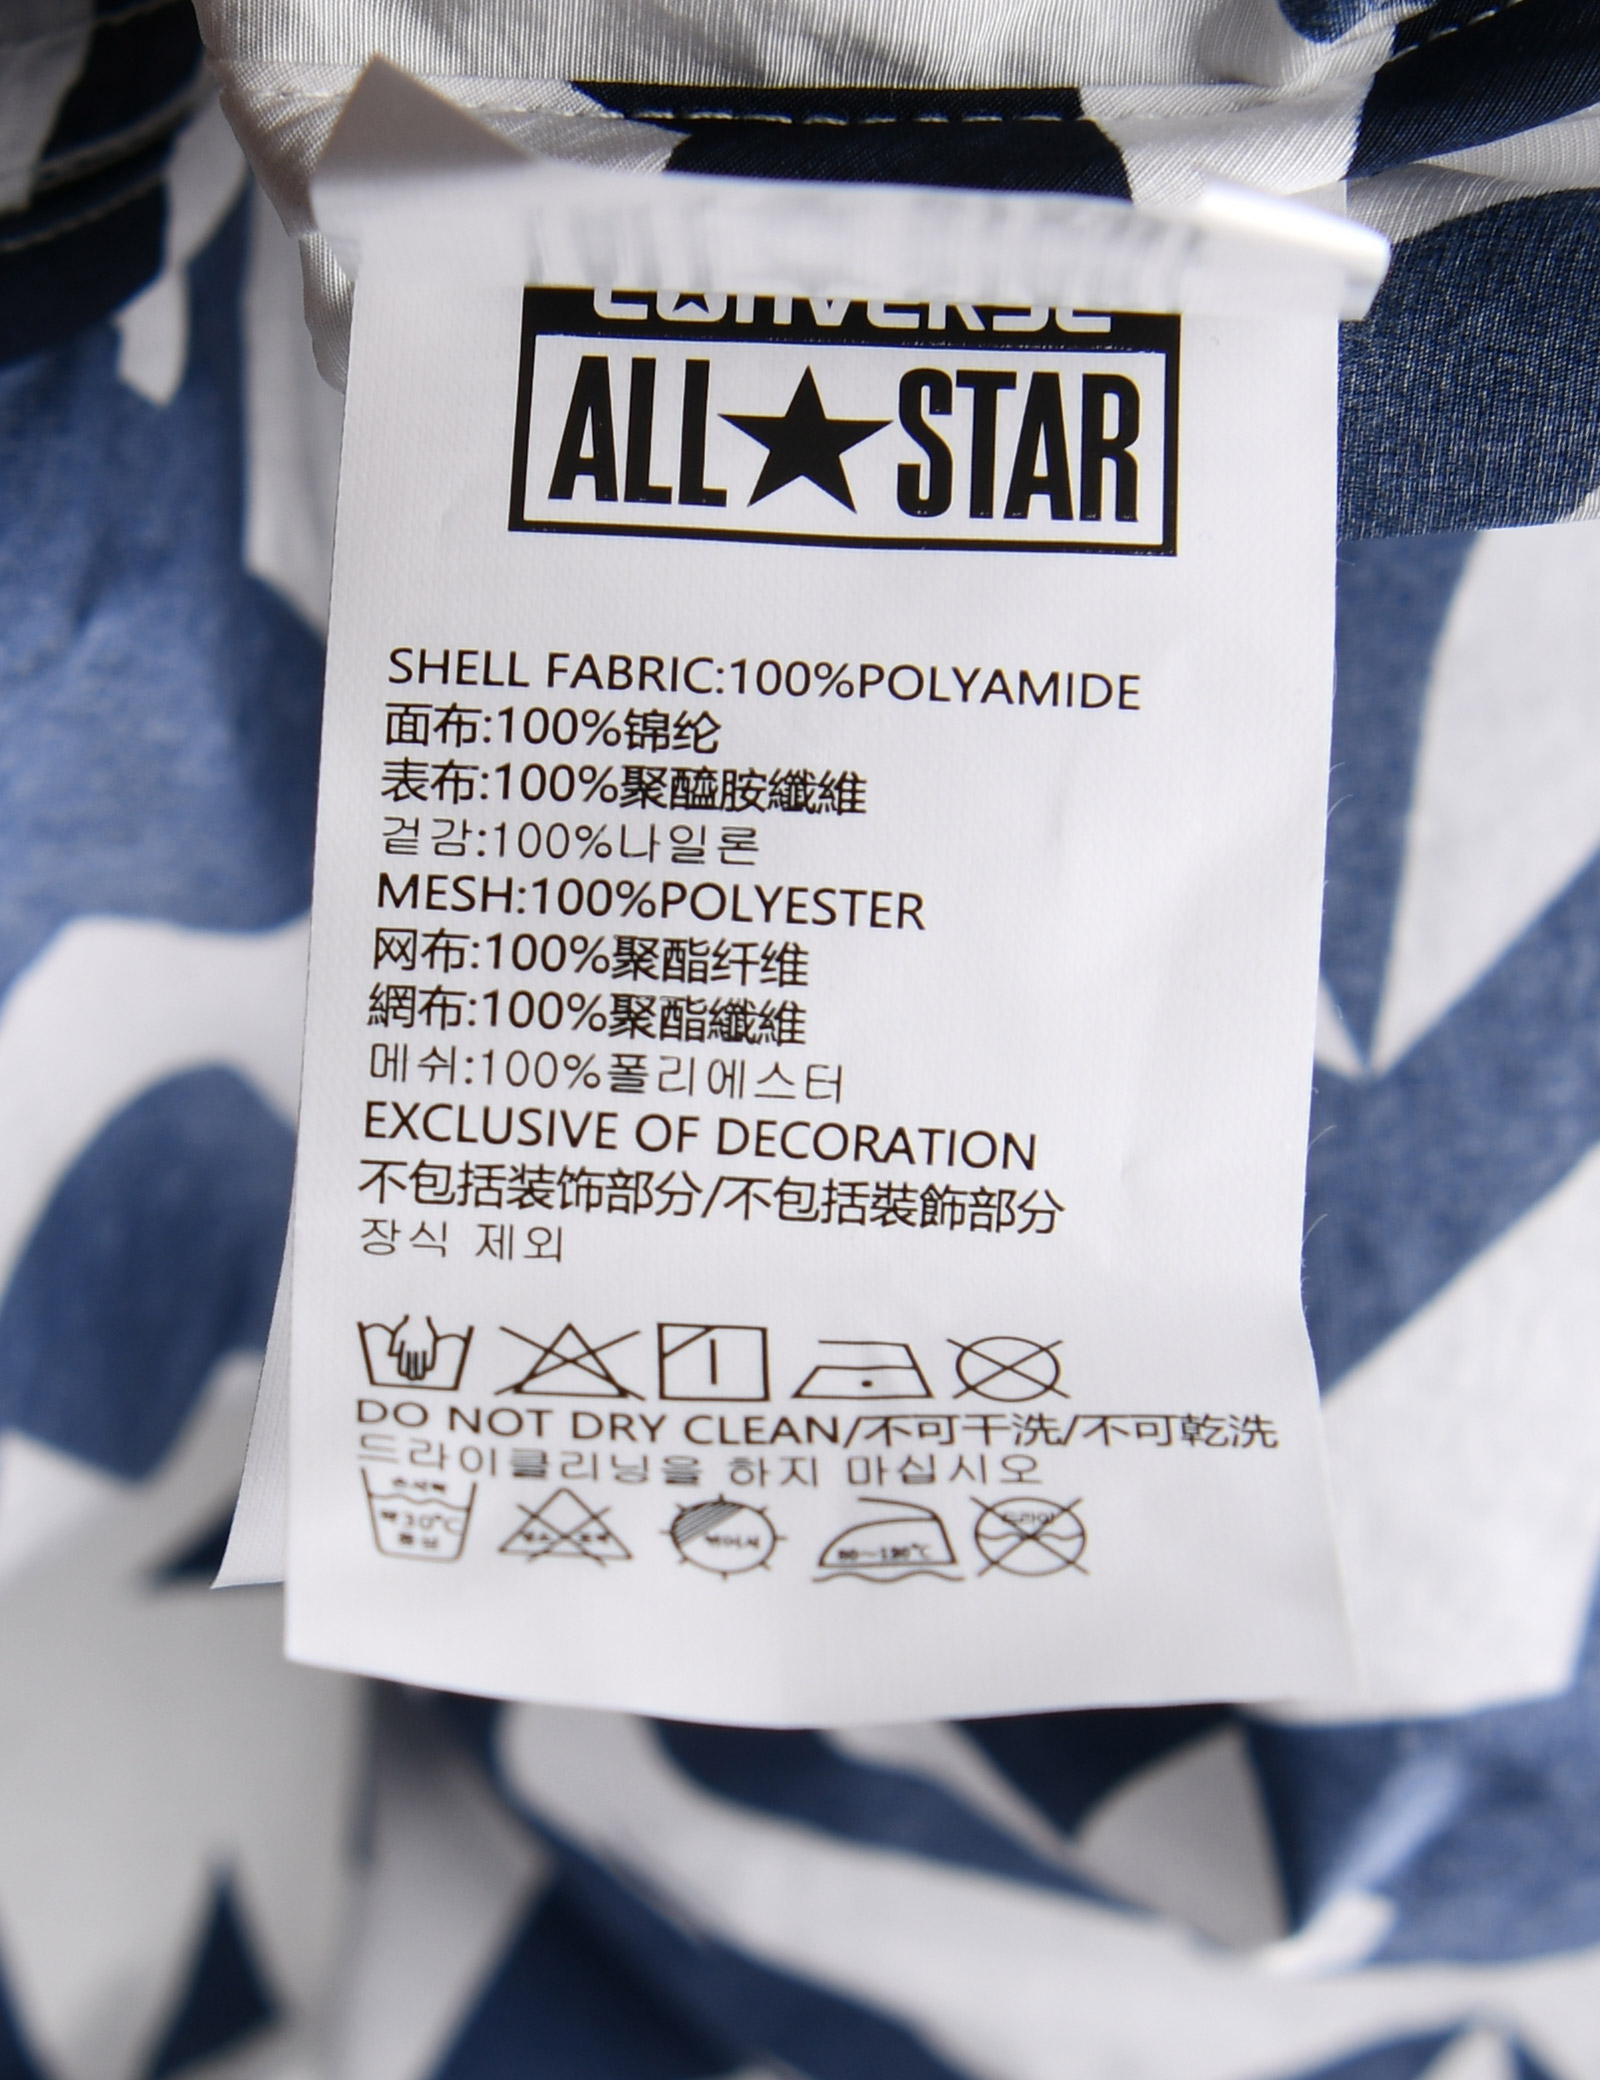 CONVERSE
ALL★STAR
SHELL FABRIC:100%POLYAMIDE
面布:100%锦纶
表布:100%聚醯胺纖維
겉감:100%나일론
MESH:100%POLYESTER
网布:100%聚酯纤维
網布:100%聚酯纖維
메쉬:100%폴리에스터
EXCLUSIVE OF DECORATION
不包括装饰部分/不包括裝飾部分
장식 제외
DO NOT DRY CLEAN/不可干洗/不可乾洗
드라이클리닝을 하지 마십시오
드라이